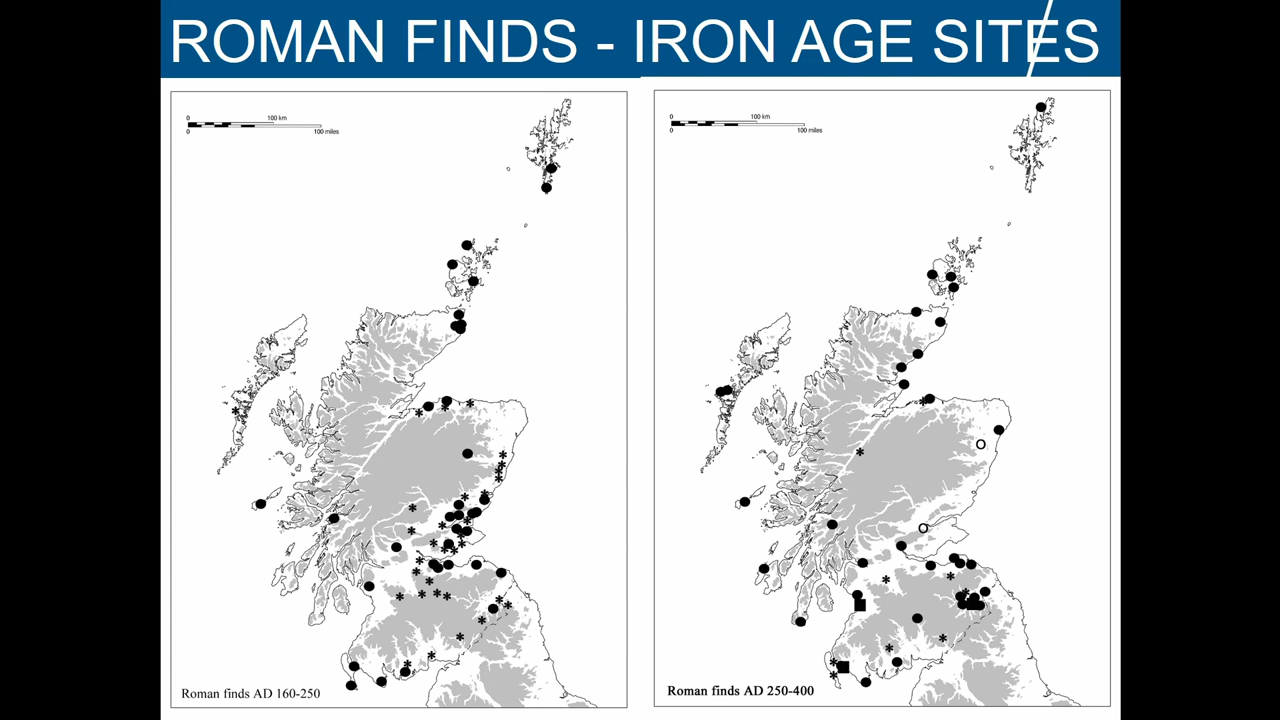 ROMAN FINDS - IRON AGE SITES
0 100 km
0 100 miles
Roman finds AD 160-250
0 100 km
0 100 miles
Roman finds AD 250-400